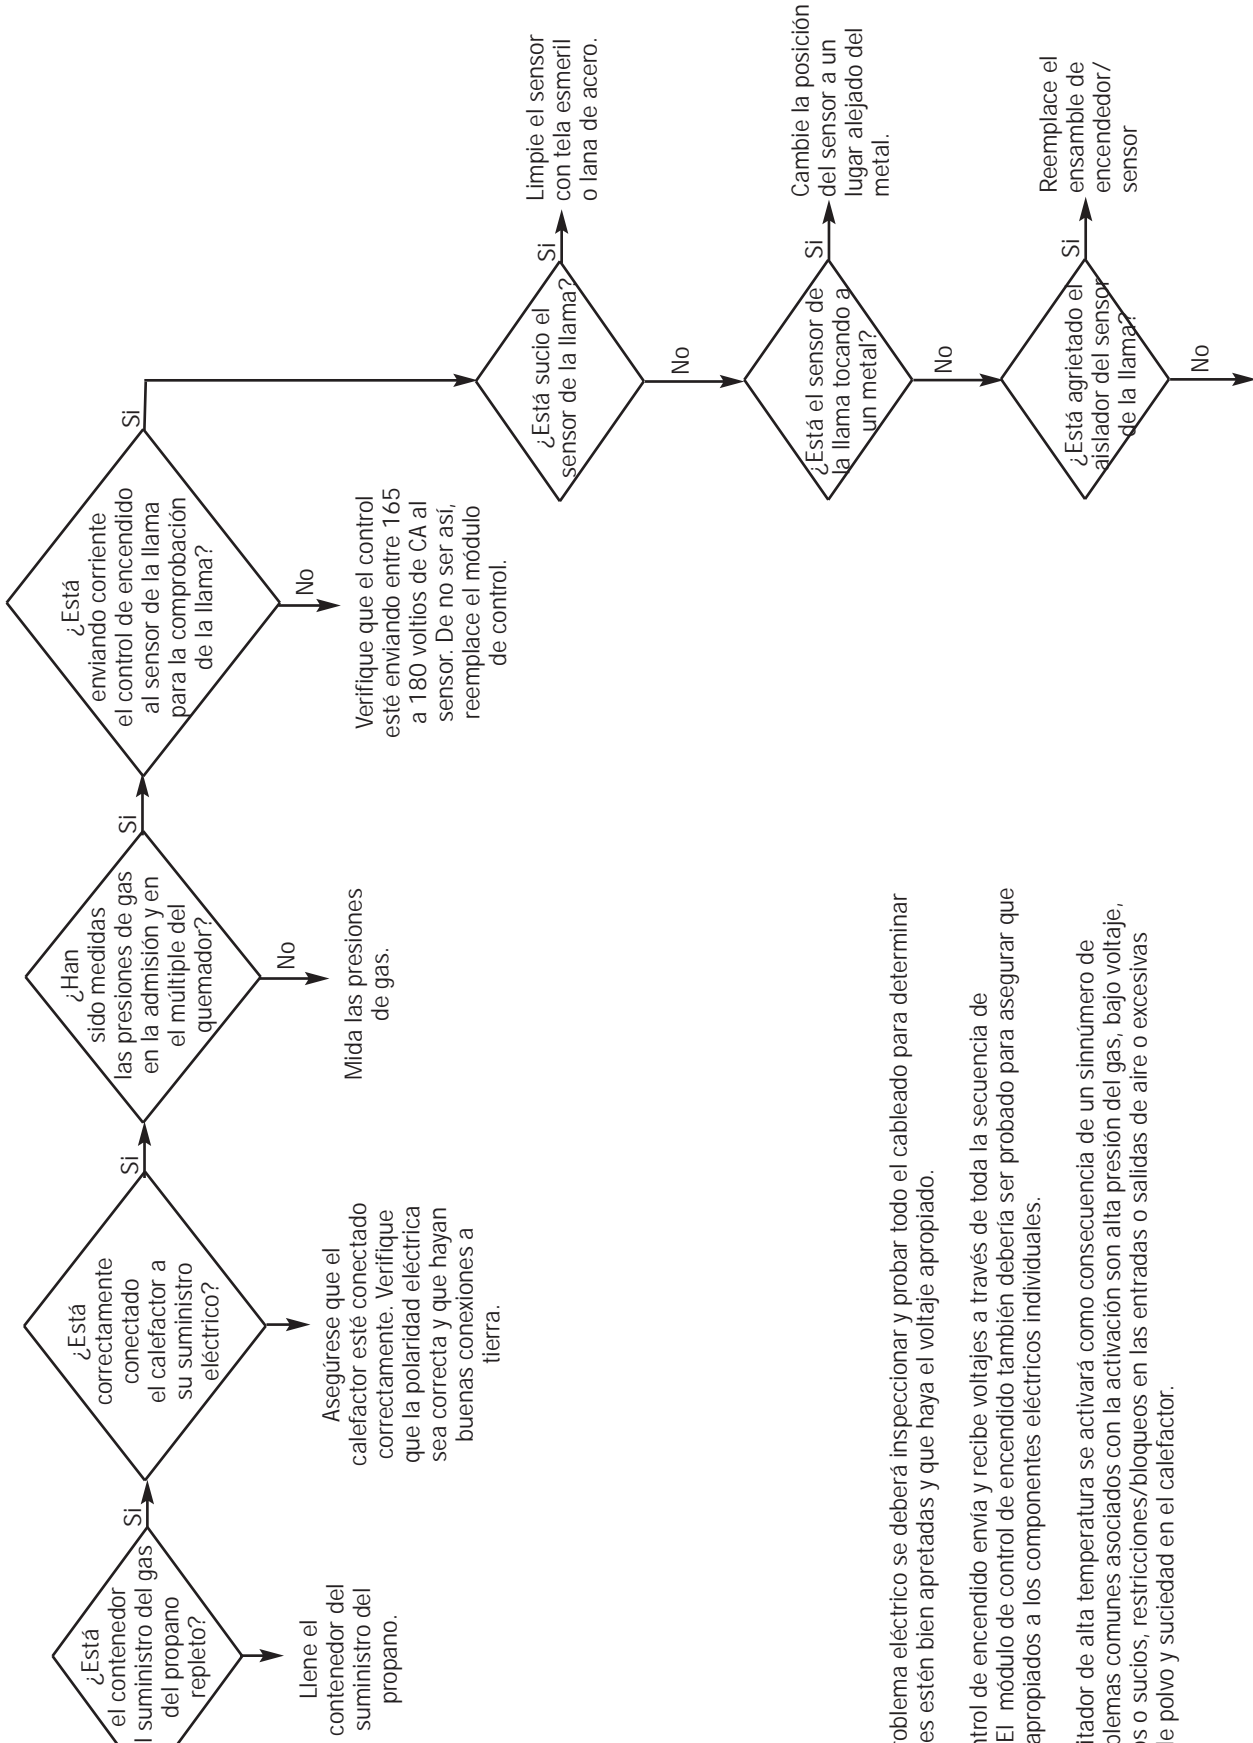 ¿Está
el contenedor
l suministro del gas
del propano
repleto?
Si
Llene el
contenedor del
suministro del
propano.
¿Está
correctamente
conectado
el calefactor a
su suministro
eléctrico?
Si
Asegúrese que el
calefactor esté conectado
correctamente. Verifique
que la polaridad eléctrica
sea correcta y que hayan
buenas conexiones a
tierra.
¿Han
sido medidas
las presiones de gas
en la admisión y en
el múltiple del
quemador?
Si
No
Mida las presiones
de gas.
¿Está
enviando corriente
el control de encendido
al sensor de la llama
para la comprobación
de la llama?
Si
No
Verifique que el control
esté enviando entre 165
a 180 voltios de CA al
sensor. De no ser así,
reemplace el módulo
de control.
¿Está sucio el
sensor de la llama?
Si
Limpie el sensor
con tela esmeril
o lana de acero.
No
¿Está el sensor de
la llama tocando a
un metal?
Si
Cambie la posición
del sensor a un
lugar alejado del
metal.
No
¿Está agrietado el
aislador del sensor
de la llama?
Si
Reemplace el
ensamble de
encendedor/
sensor
No
oblema eléctrico se deberá inspeccionar y probar todo el cableado para determinar
es estén bien apretadas y que haya el voltaje apropiado.
ntrol de encendido envía y recibe voltajes a través de toda la secuencia de
El módulo de control de encendido también debería ser probado para asegurar que
apropiados a los componentes eléctricos individuales.
itador de alta temperatura se activará como consecuencia de un sinnúmero de
blemas comunes asociados con la activación son alta presión del gas, bajo voltaje,
os o sucios, restricciones/bloqueos en las entradas o salidas de aire o excesivas
le polvo y suciedad en el calefactor.